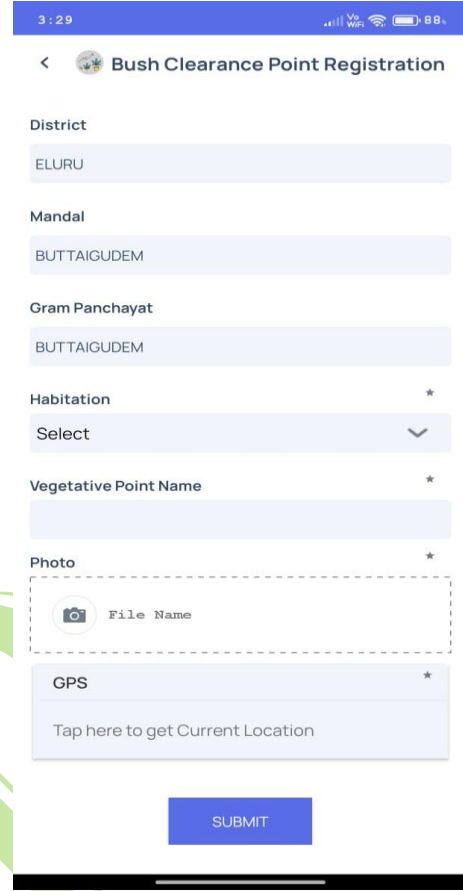 3:29 Vo WiFi 88%
Bush Clearance Point Registration
District
ELURU
Mandal
BUTTAIGUDEM
Gram Panchayat
BUTTAIGUDEM
Habitation *
Select
Vegetative Point Name *
Photo *
File Name
GPS *
Tap here to get Current Location
SUBMIT